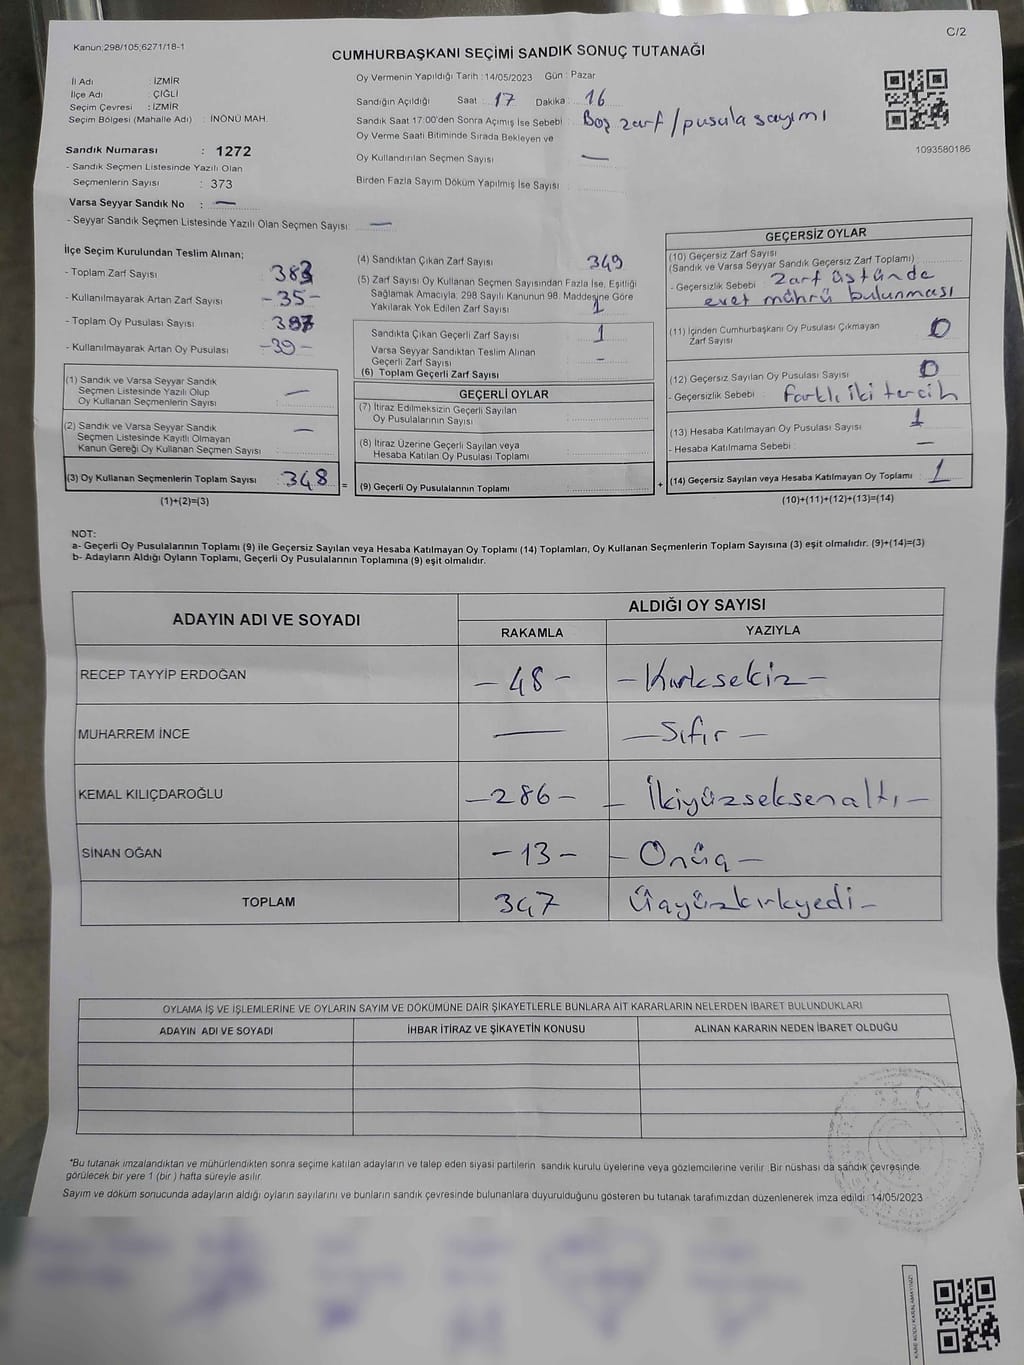 Kanun:298/105;6271/18-1
C/2
CUMHURBAŞKANI SEÇİMİ SANDIK SONUÇ TUTANAĞI
İl Adı : İZMİR
İlçe Adı : ÇİĞLİ
Seçim Çevresi : İZMİR
Seçim Bölgesi (Mahalle Adı) : İNÖNÜ MAH.
Oy Vermenin Yapıldığı Tarih : 14/05/2023 Gün : Pazar
Sandığın Açıldığı Saat 17 Dakika : 16
Sandık Saat 17:00'den Sonra Açımış İse Sebebi : Boş zarf/pusula sayımı
Oy Verme Saati Bitiminde Sırada Bekleyen ve
Oy Kullandırılan Seçmen Sayısı : —
Birden Fazla Sayım Döküm Yapılmış İse Sayısı :
1093580186
Sandık Numarası : 1272
- Sandık Seçmen Listesinde Yazılı Olan
Seçmenlerin Sayısı : 373
Varsa Seyyar Sandık No : —
- Seyyar Sandık Seçmen Listesinde Yazılı Olan Seçmen Sayısı : —
İlçe Seçim Kurulundan Teslim Alınan;
- Toplam Zarf Sayısı : 383
- Kullanılmayarak Artan Zarf Sayısı : -35-
- Toplam Oy Pusulası Sayısı : 387
- Kullanılmayarak Artan Oy Pusulası : -39-
(1) Sandık ve Varsa Seyyar Sandık
Seçmen Listesinde Yazılı Olup
Oy Kullanan Seçmenlerin Sayısı : —
(2) Sandık ve Varsa Seyyar Sandık
Seçmen Listesinde Kayıtlı Olmayan
Kanun Gereği Oy Kullanan Seçmen Sayısı : —
(3) Oy Kullanan Seçmenlerin Toplam Sayısı : 348
(1)+(2)=(3)
(4) Sandıktan Çıkan Zarf Sayısı : 349
(5) Zarf Sayısı Oy Kullanan Seçmen Sayısından Fazla İse, Eşitliği
Sağlamak Amacıyla, 298 Sayılı Kanunun 98. Maddesine Göre
Yakılarak Yok Edilen Zarf Sayısı : 1
Sandıkta Çıkan Geçerli Zarf Sayısı : 1
Varsa Seyyar Sandıktan Teslim Alınan
Geçerli Zarf Sayısı : -
(6) Toplam Geçerli Zarf Sayısı
GEÇERLİ OYLAR
(7) İtiraz Edilmeksizin Geçerli Sayılan
Oy Pusulalarının Sayısı :
(8) İtiraz Üzerine Geçerli Sayılan veya
Hesaba Katılan Oy Pusulası Toplamı :
= (9) Geçerli Oy Pusulalarının Toplamı :
GEÇERSİZ OYLAR
(10) Geçersiz Zarf Sayısı
(Sandık ve Varsa Seyyar Sandık Geçersiz Zarf Toplamı) :
- Geçersizlik Sebebi : Zarf üstünde
evet mührü bulunması
(11) İçinden Cumhurbaşkanı Oy Pusulası Çıkmayan
Zarf Sayısı : 0
(12) Geçersiz Sayılan Oy Pusulası Sayısı : 0
- Geçersizlik Sebebi : Farklı iki tercih
(13) Hesaba Katılmayan Oy Pusulası Sayısı : 1
- Hesaba Katılmama Sebebi : —
+ (14) Geçersiz Sayılan veya Hesaba Katılmayan Oy Toplamı : 1
(10)+(11)+(12)+(13)=(14)
NOT:
a- Geçerli Oy Pusulalarının Toplamı (9) ile Geçersiz Sayılan veya Hesaba Katılmayan Oy Toplamı (14) Toplamları, Oy Kullanan Seçmenlerin Toplam Sayısına (3) eşit olmalıdır. (9)+(14)=(3)
b- Adayların Aldığı Oyların Toplamı, Geçerli Oy Pusulalarının Toplamına (9) eşit olmalıdır.
ADAYIN ADI VE SOYADI
ALDIĞI OY SAYISI
RAKAMLA YAZIYLA
RECEP TAYYİP ERDOĞAN -48- -Kırksekiz-
MUHARREM İNCE — -Sıfır-
KEMAL KILIÇDAROĞLU -286- -İkiyüzseksenaltı-
SİNAN OĞAN -13- -Onüç-
TOPLAM 347 Üçyüzkırkyedi-
OYLAMA İŞ VE İŞLEMLERİNE VE OYLARIN SAYIM VE DÖKÜMÜNE DAİR ŞİKAYETLERLE BUNLARA AİT KARARLARIN NELERDEN İBARET BULUNDUKLARI
ADAYIN ADI VE SOYADI İHBAR İTİRAZ VE ŞİKAYETİN KONUSU ALINAN KARARIN NEDEN İBARET OLDUĞU
*Bu tutanak imzalandıktan ve mühürlendikten sonra seçime katılan adayların ve talep eden siyasi partilerin sandık kurulu üyelerine veya gözlemcilerine verilir. Bir nüshası da sandık çevresinde
görülecek bir yere 1 (bir ) hafta süreyle asılır.
Sayım ve döküm sonucunda adayların aldığı oyların sayılarını ve bunların sandık çevresinde bulunanlara duyurulduğunu gösteren bu tutanak tarafımızdan düzenlenerek imza edildi. 14/05/2023
KARE KODU KARALAMAYINIZ!